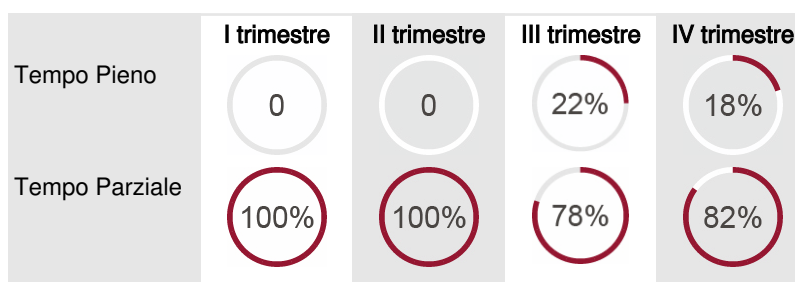 I trimestre II trimestre III trimestre IV trimestre
Tempo Pieno 0 0 22% 18%
Tempo Parziale 100% 100% 78% 82%